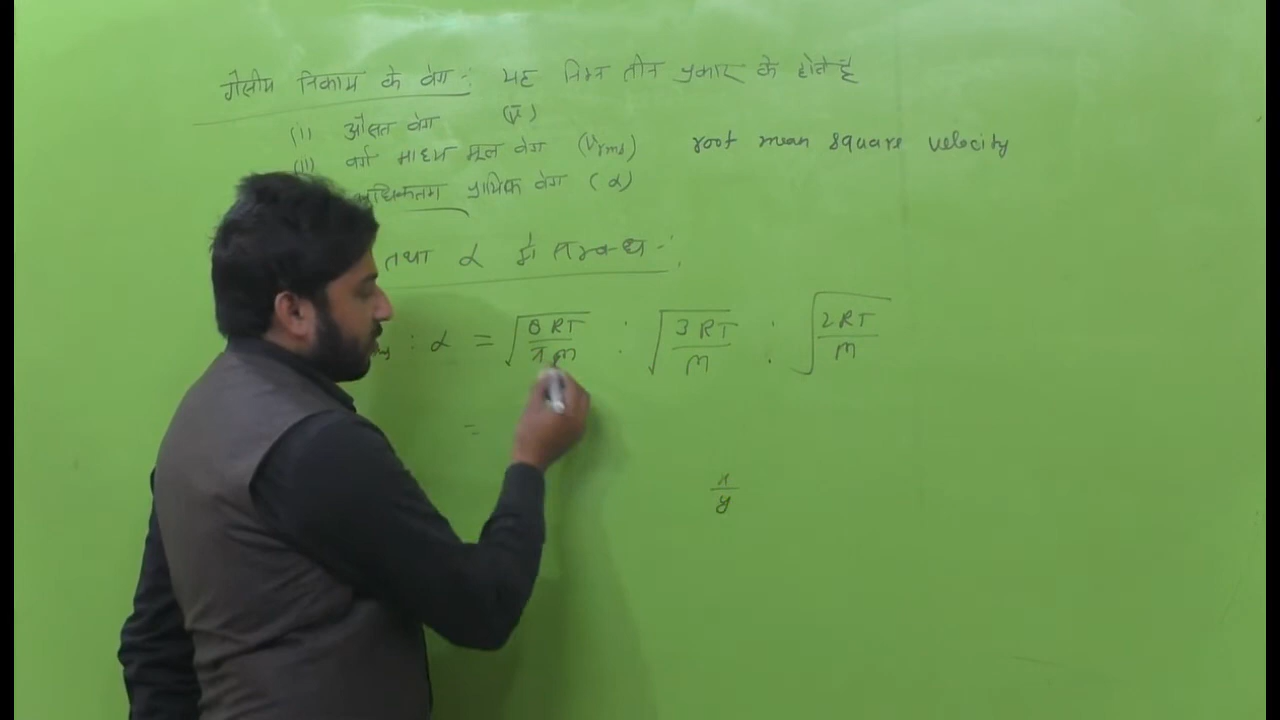 गैसीय निकाय के वेग :- यह निम्न तीन प्रकार के होते है
(i) औसत वेग (v̄)
(ii) वर्ग माध्य मूल वेग (Vrms) root mean square velocity
अधिकतम प्रायिक वेग (α)
तथा α में सम्बन्ध -:
: α = √(8RT/πm) : √(3RT/m) : √(2RT/m)
=
x/y